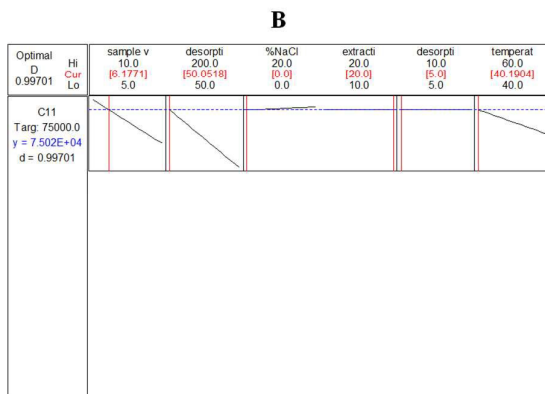 B
Optimal D 0.99701 Hi Cur Lo
sample v 10.0 [6.1771] 5.0
desorpti 200.0 [50.0518] 50.0
%NaCl 20.0 [0.0] 0.0
extracti 20.0 [20.0] 10.0
desorpti 10.0 [5.0] 5.0
temperat 60.0 [40.1904] 40.0
C11
Targ: 75000.0
y = 7.502E+04
d = 0.99701